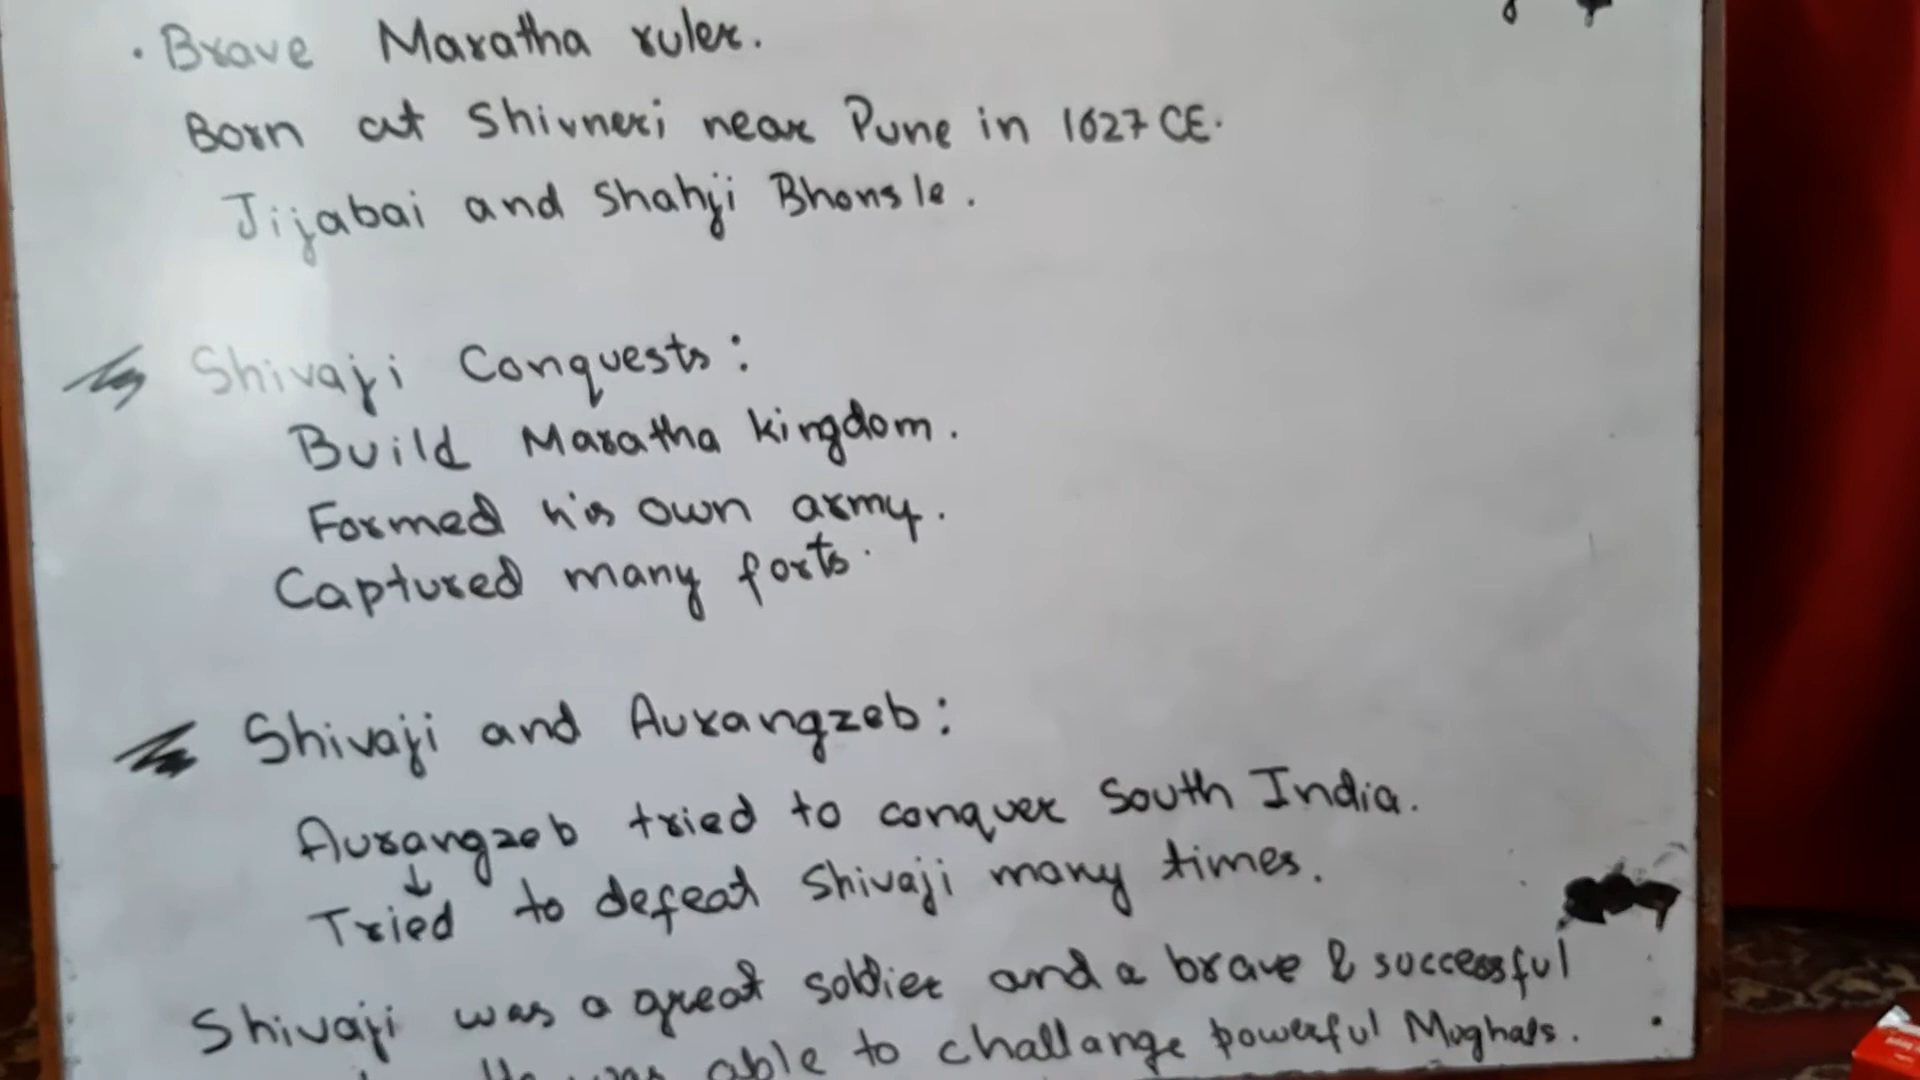 · Brave Maratha ruler.
Born at Shivneri near Pune in 1627 CE.
Jijabai and Shahji Bhonsle.
Shivaji Conquests:
Build Maratha kingdom.
Formed his own army.
Captured many forts.
Shivaji and Aurangzeb:
Aurangzeb tried to conquer South India.
↓
Tried to defeat Shivaji many times.
Shivaji was a great soldier and a brave & successful
He was able to challange powerful Mughals.